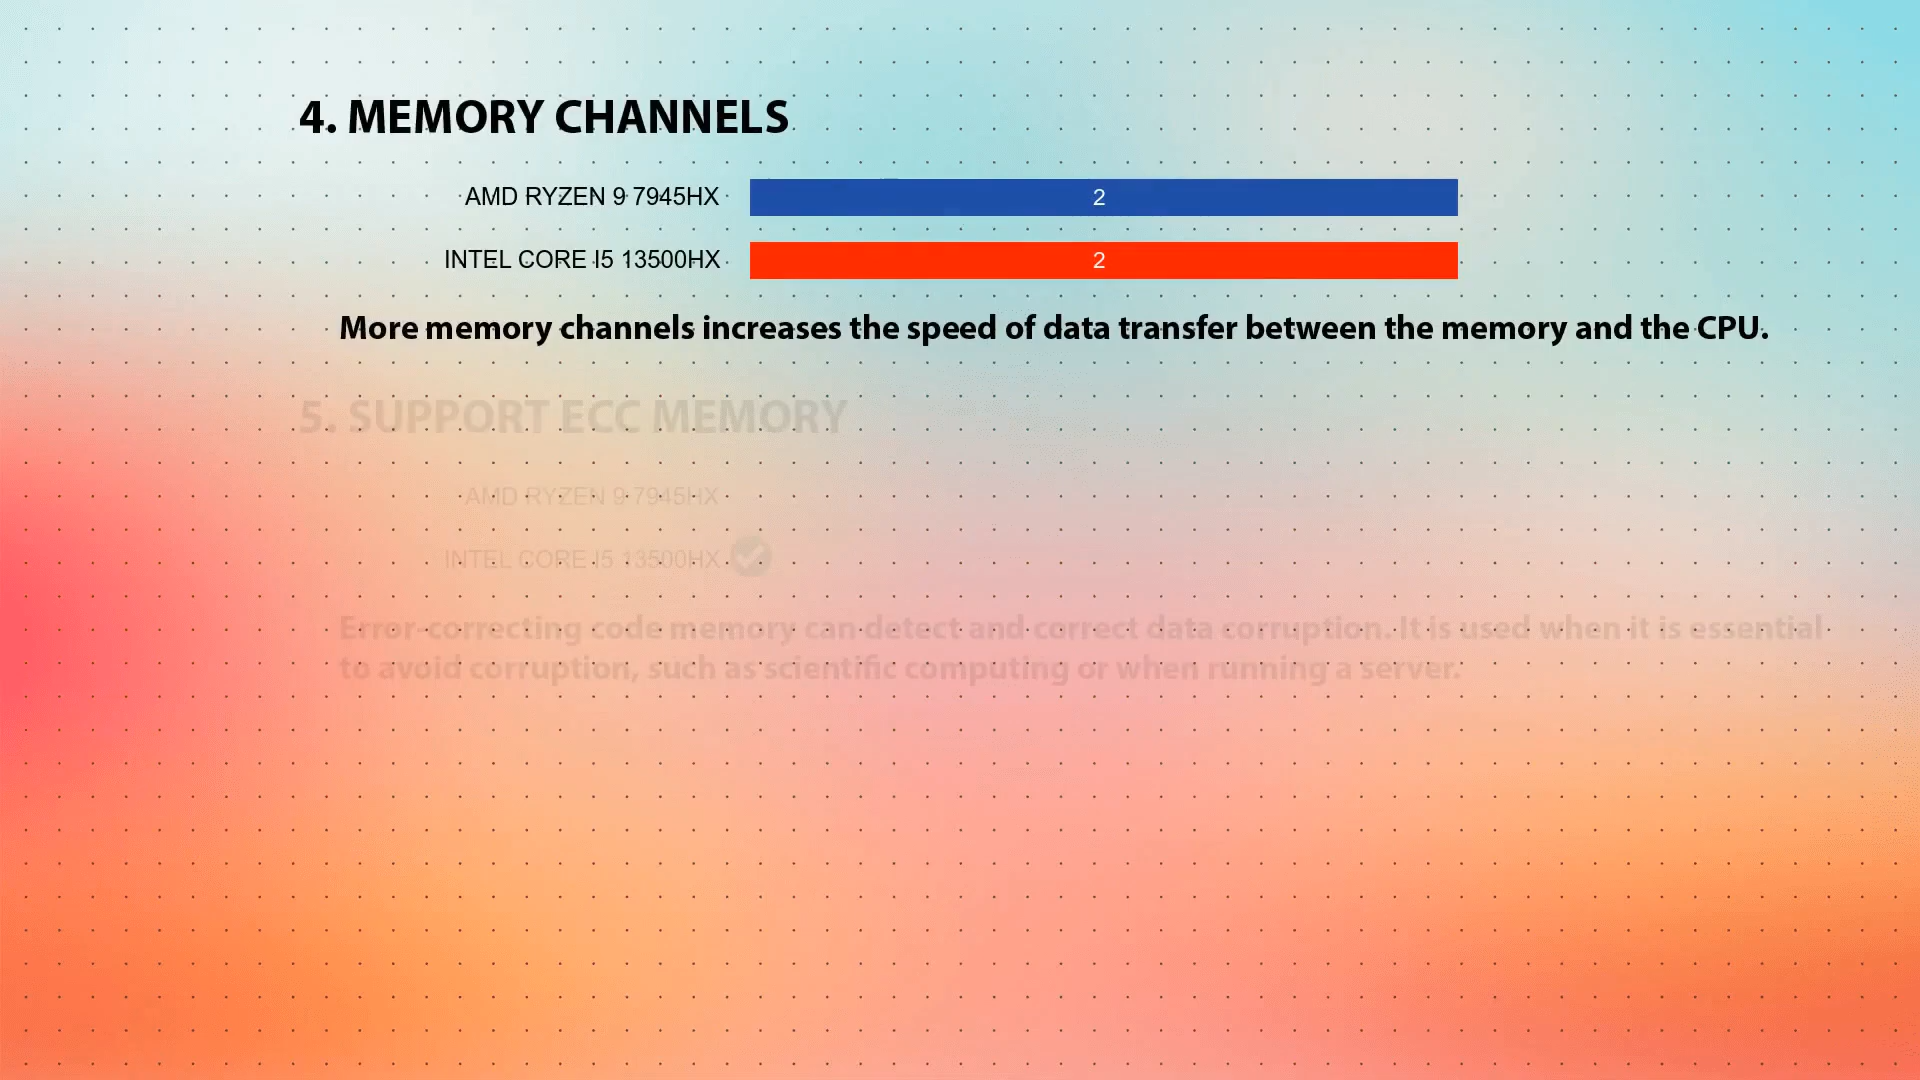 4. MEMORY CHANNELS
AMD RYZEN 9 7945HX
2
INTEL CORE I5 13500HX
2
More memory channels increases the speed of data transfer between the memory and the CPU.
5. SUPPORT ECC MEMORY
AMD RYZEN 9 7945HX
INTEL CORE I5 13500HX
Error-correcting code memory can detect and correct data corruption. It is used when it is essential
to avoid corruption, such as scientific computing or when running a server.